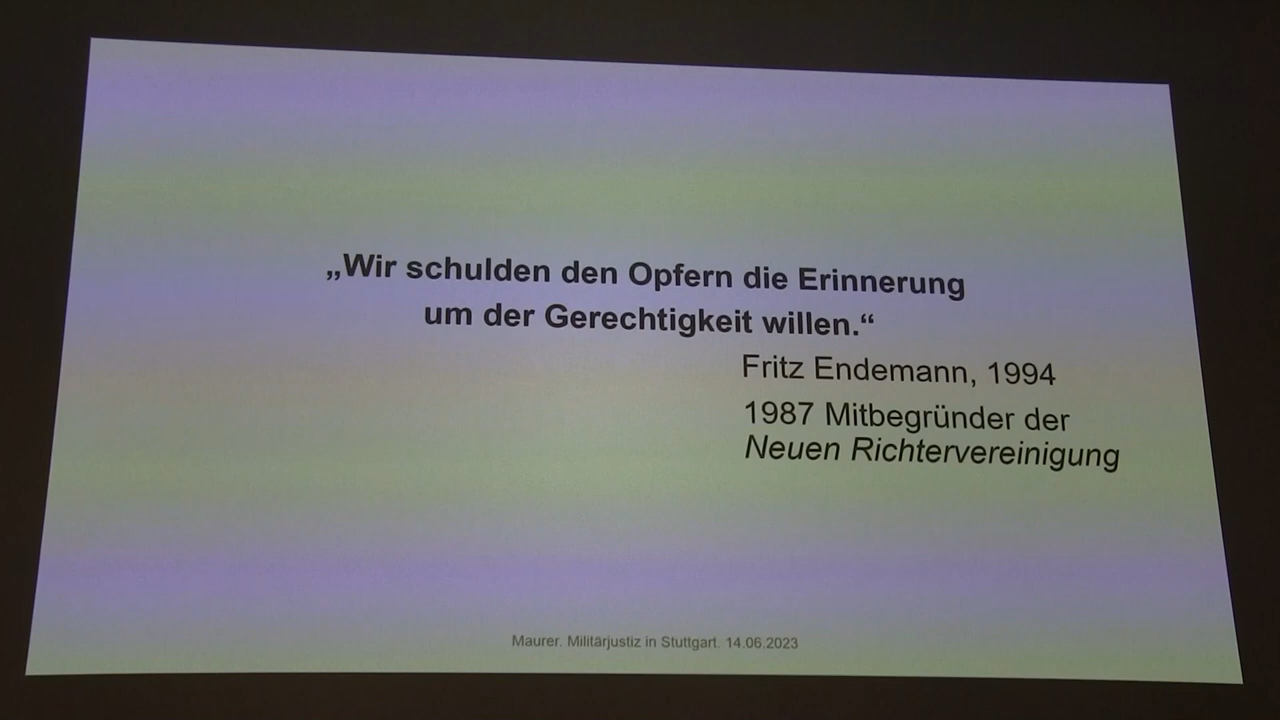 „Wir schulden den Opfern die Erinnerung
um der Gerechtigkeit willen.“
Fritz Endemann, 1994
1987 Mitbegründer der
Neuen Richtervereinigung
Maurer. Militärjustiz in Stuttgart. 14.06.2023